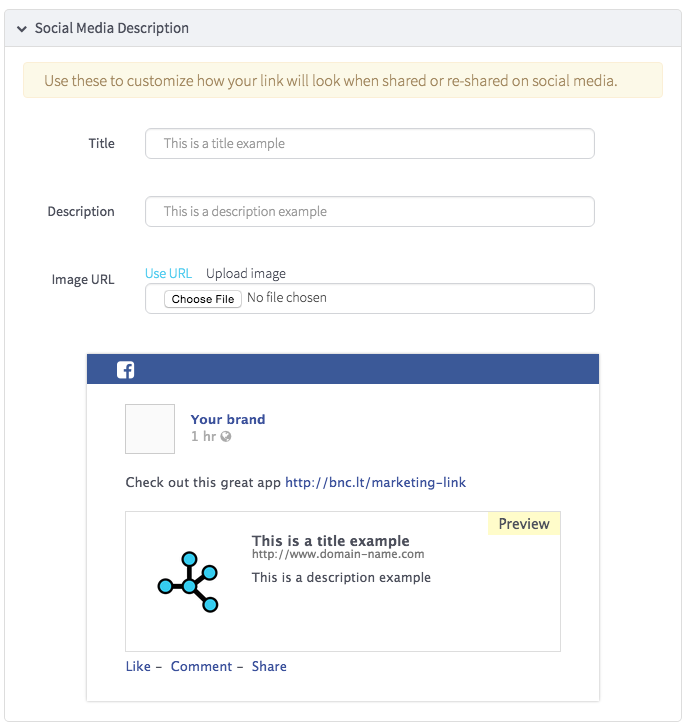 Social Media Description
Use these to customize how your link will look when shared or re-shared on social media.
Title
This is a title example
Description
This is a description example
Image URL
Use URL Upload image
Choose File No file chosen
Your brand
1 hr
Check out this great app http://bnc.lt/marketing-link
Preview
This is a title example
http://www.domain-name.com
This is a description example
Like – Comment – Share